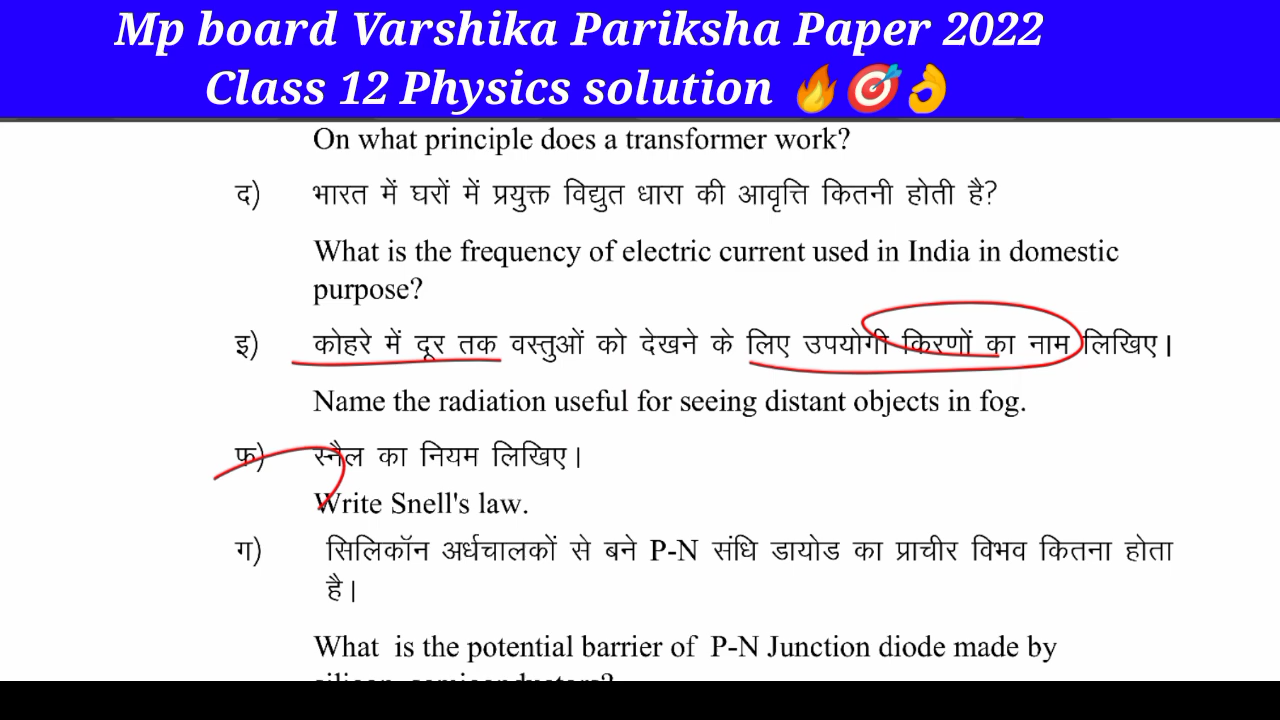 Mp board Varshika Pariksha Paper 2022
Class 12 Physics solution 🔥🎯👌
On what principle does a transformer work?
द) भारत में घरों में प्रयुक्त विद्युत धारा की आवृत्ति कितनी होती है?
What is the frequency of electric current used in India in domestic
purpose?
इ) कोहरे में दूर तक वस्तुओं को देखने के लिए उपयोगी किरणों का नाम लिखिए।
Name the radiation useful for seeing distant objects in fog.
फ) स्नैल का नियम लिखिए।
Write Snell's law.
ग) सिलिकॉन अर्धचालकों से बने P-N संधि डायोड का प्राचीर विभव कितना होता
है।
What is the potential barrier of P-N Junction diode made by
silicon semiconductors?